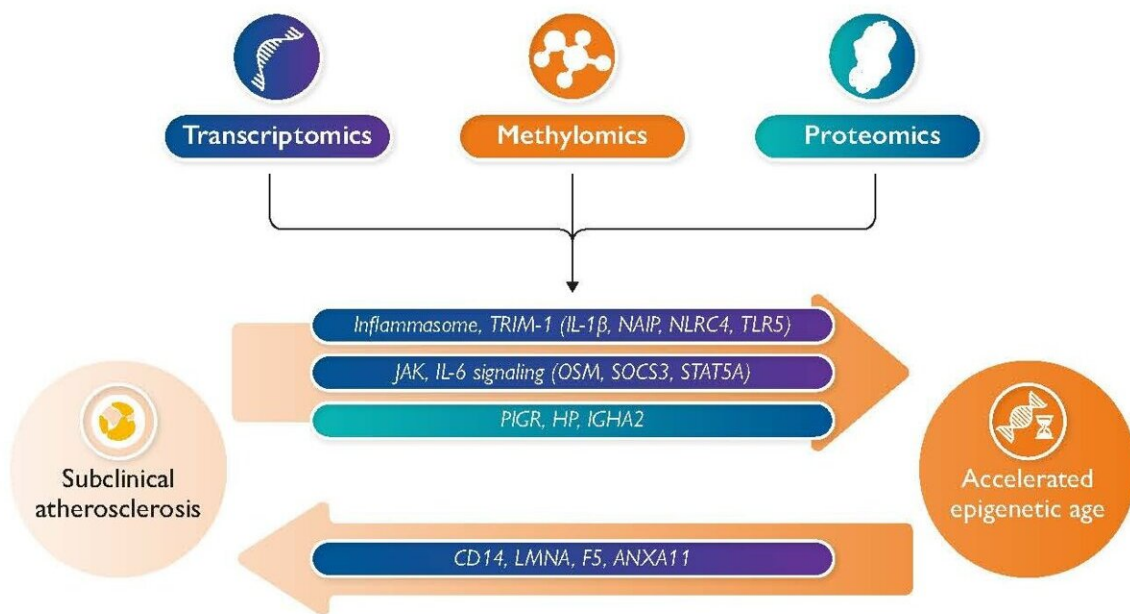 Transcriptomics
Methylomics
Proteomics
Inflammasome, TRIM-1 (IL-1β, NAIP, NLRC4, TLR5)
JAK, IL-6 signaling (OSM, SOCS3, STAT5A)
PIGR, HP, IGHA2
Subclinical
atherosclerosis
Accelerated
epigenetic age
CD14, LMNA, F5, ANXA11